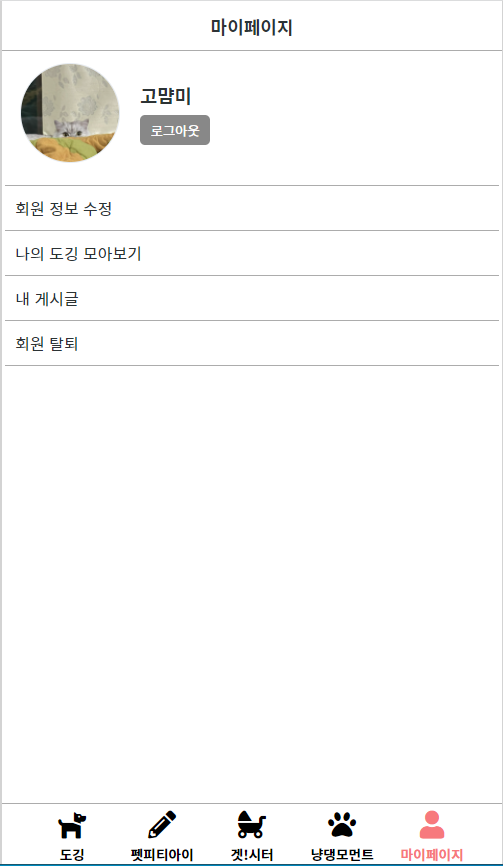 마이페이지
고먐미
로그아웃
회원 정보 수정
나의 도깅 모아보기
내 게시글
회원 탈퇴
도깅
펫피티아이
겟!시터
냥댕모먼트
마이페이지